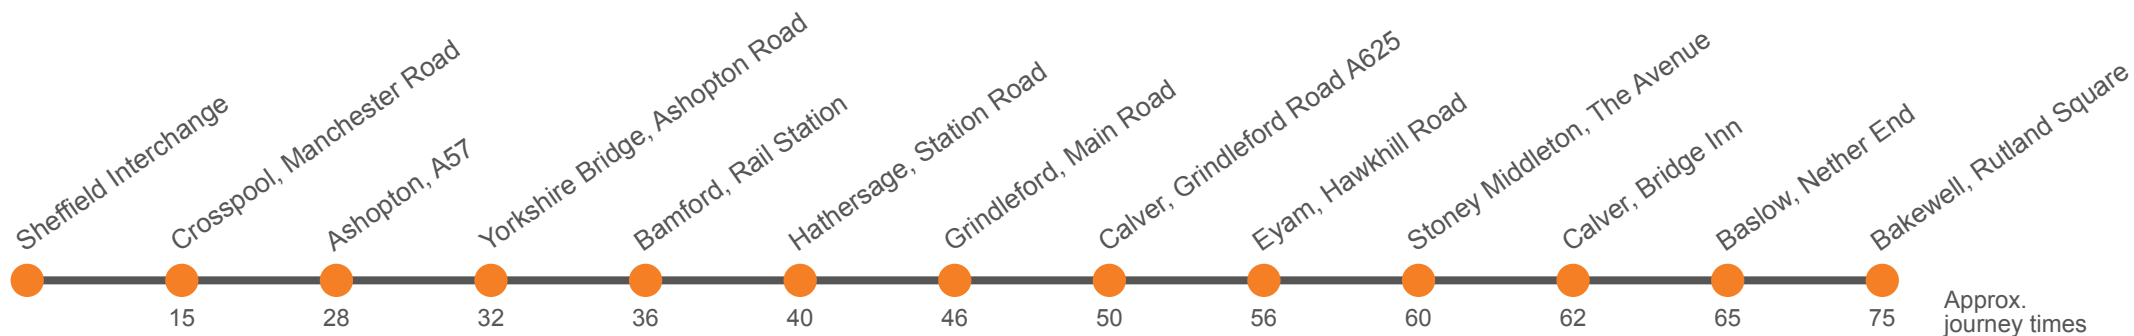 Sheffield Interchange
Crosspool, Manchester Road
Ashopton, A57
Yorkshire Bridge, Ashopton Road
Bamford, Rail Station
Hathersage, Station Road
Grindleford, Main Road
Calver, Grindleford Road A625
Eyam, Hawkhill Road
Stoney Middleton, The Avenue
Calver, Bridge Inn
Baslow, Nether End
Bakewell, Rutland Square
15 28 32 36 40 46 50 56 60 62 65 75
Approx.
journey times